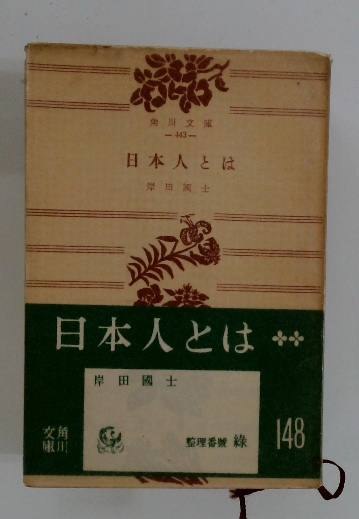 角川文庫
—443—
日本人とは
岸田國士
日本人とは
岸田國士
角川
文庫
整理番號 綠
148